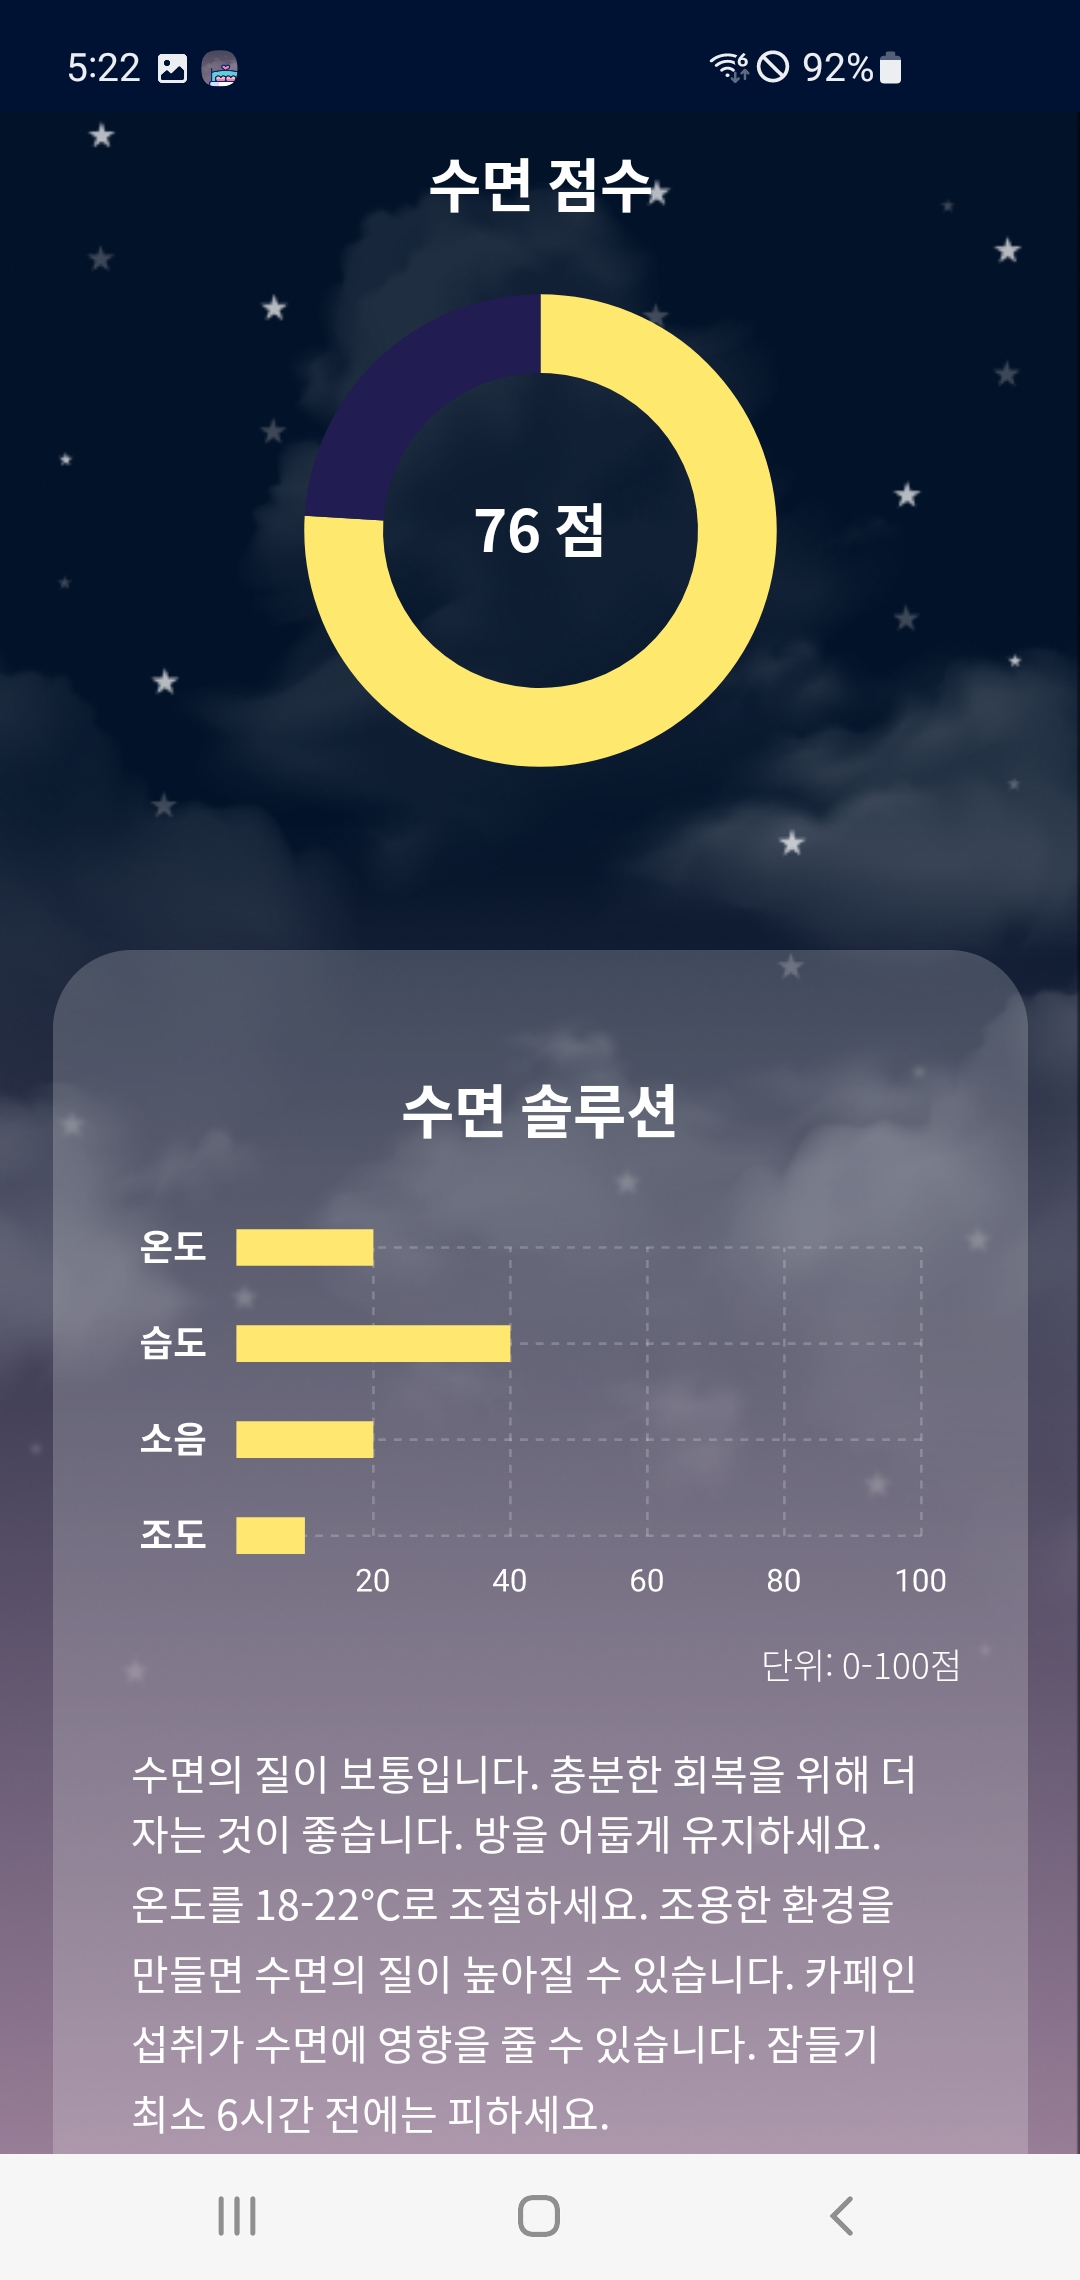 5:22
6
92%
수면 점수
76 점
수면 솔루션
온도
습도
소음
조도
20 40 60 80 100
단위: 0-100점
수면의 질이 보통입니다. 충분한 회복을 위해 더
자는 것이 좋습니다. 방을 어둡게 유지하세요.
온도를 18-22°C로 조절하세요. 조용한 환경을
만들면 수면의 질이 높아질 수 있습니다. 카페인
섭취가 수면에 영향을 줄 수 있습니다. 잠들기
최소 6시간 전에는 피하세요.